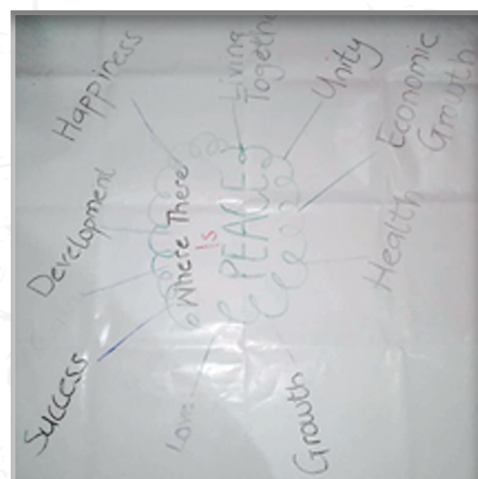 Where There
Is
PEACE
Happiness
Living
Together
Unity
Economic
Growth
Health
Growth
Love
Success
Development